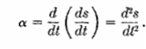 α = d/dt (ds/dt) = d²s/dt².